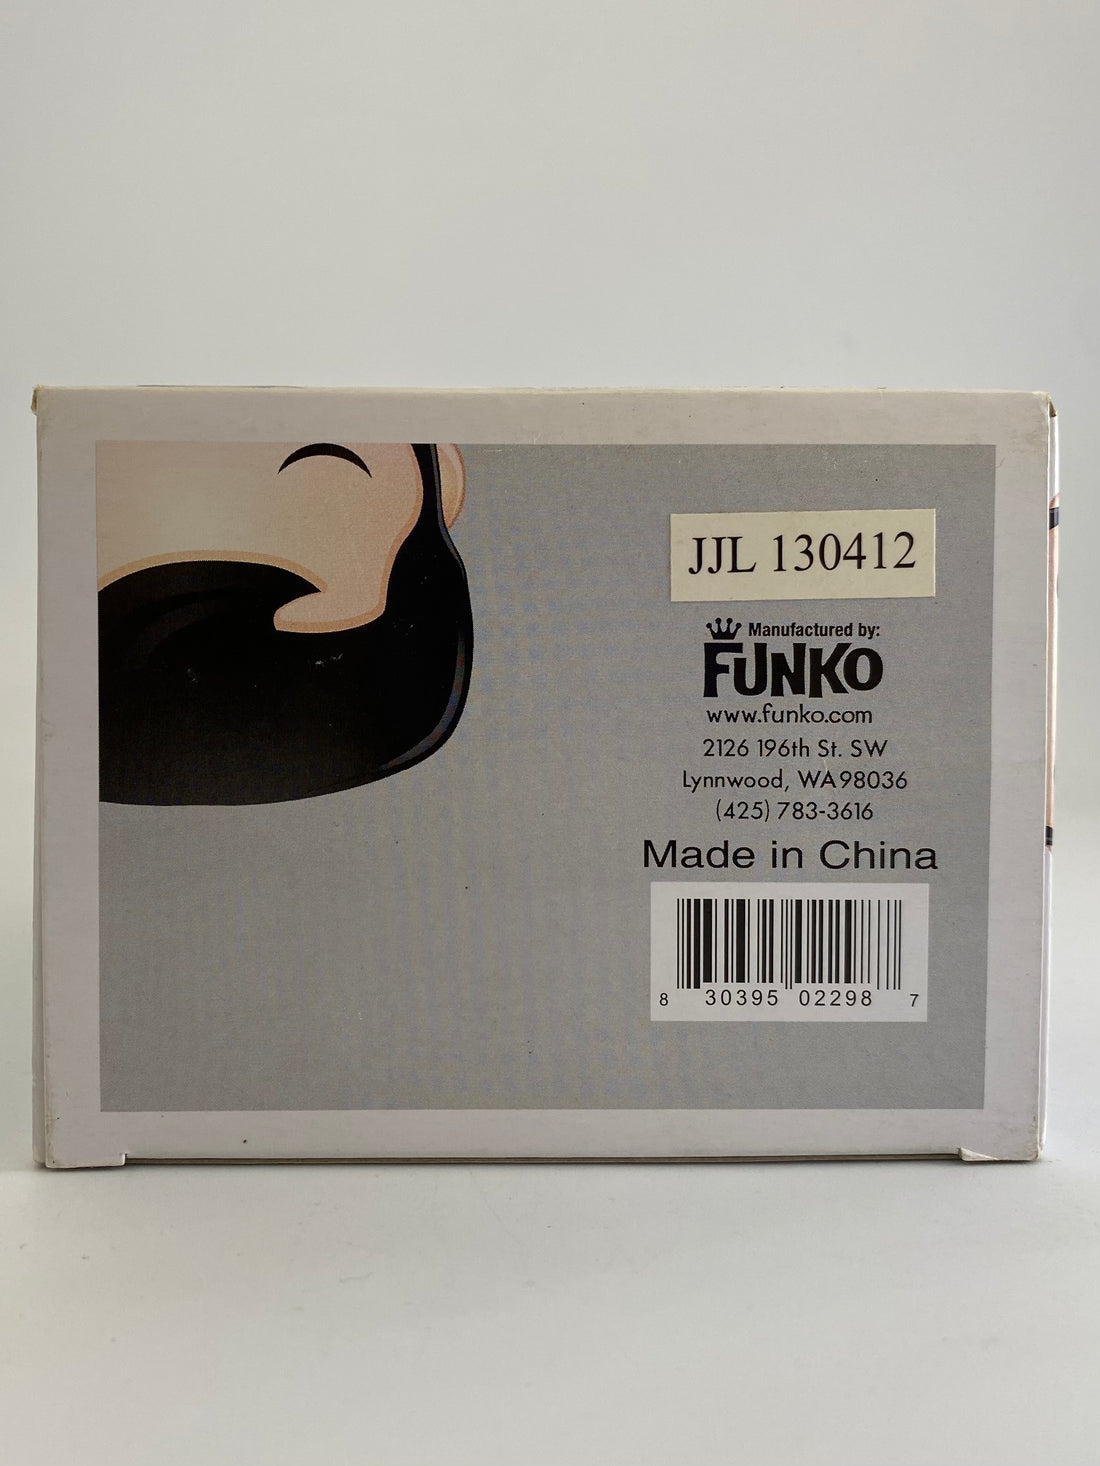 JJL 130412
Manufactured by:
FUNKO
www.funko.com
2126 196th St. SW
Lynnwood, WA98036
(425) 783-3616
Made in China
8 30395 02298 7